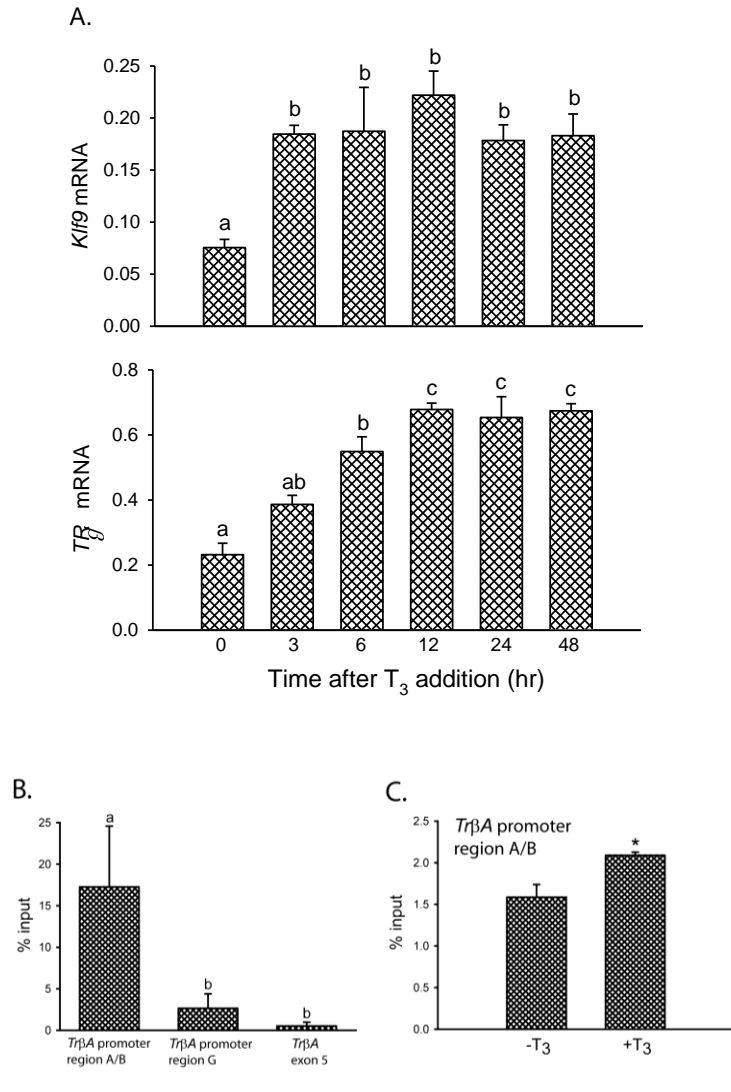 A.
Klf9 mRNA
0.25
0.20
0.15
0.10
0.05
0.00
a
b
b
b
b
b
mRNA
0.8
0.6
0.4
0.2
0.0
a
ab
b
c
c
c
0 3 6 12 24 48
Time after T3 addition (hr)
B.
% input
25
20
15
10
5
0
a
b
b
TrβA promoter
region A/B
TrβA promoter
region G
TrβA
exon 5
C.
TrβA promoter
region A/B
% input
2.5
2.0
1.5
1.0
0.5
0.0
*
-T3 +T3